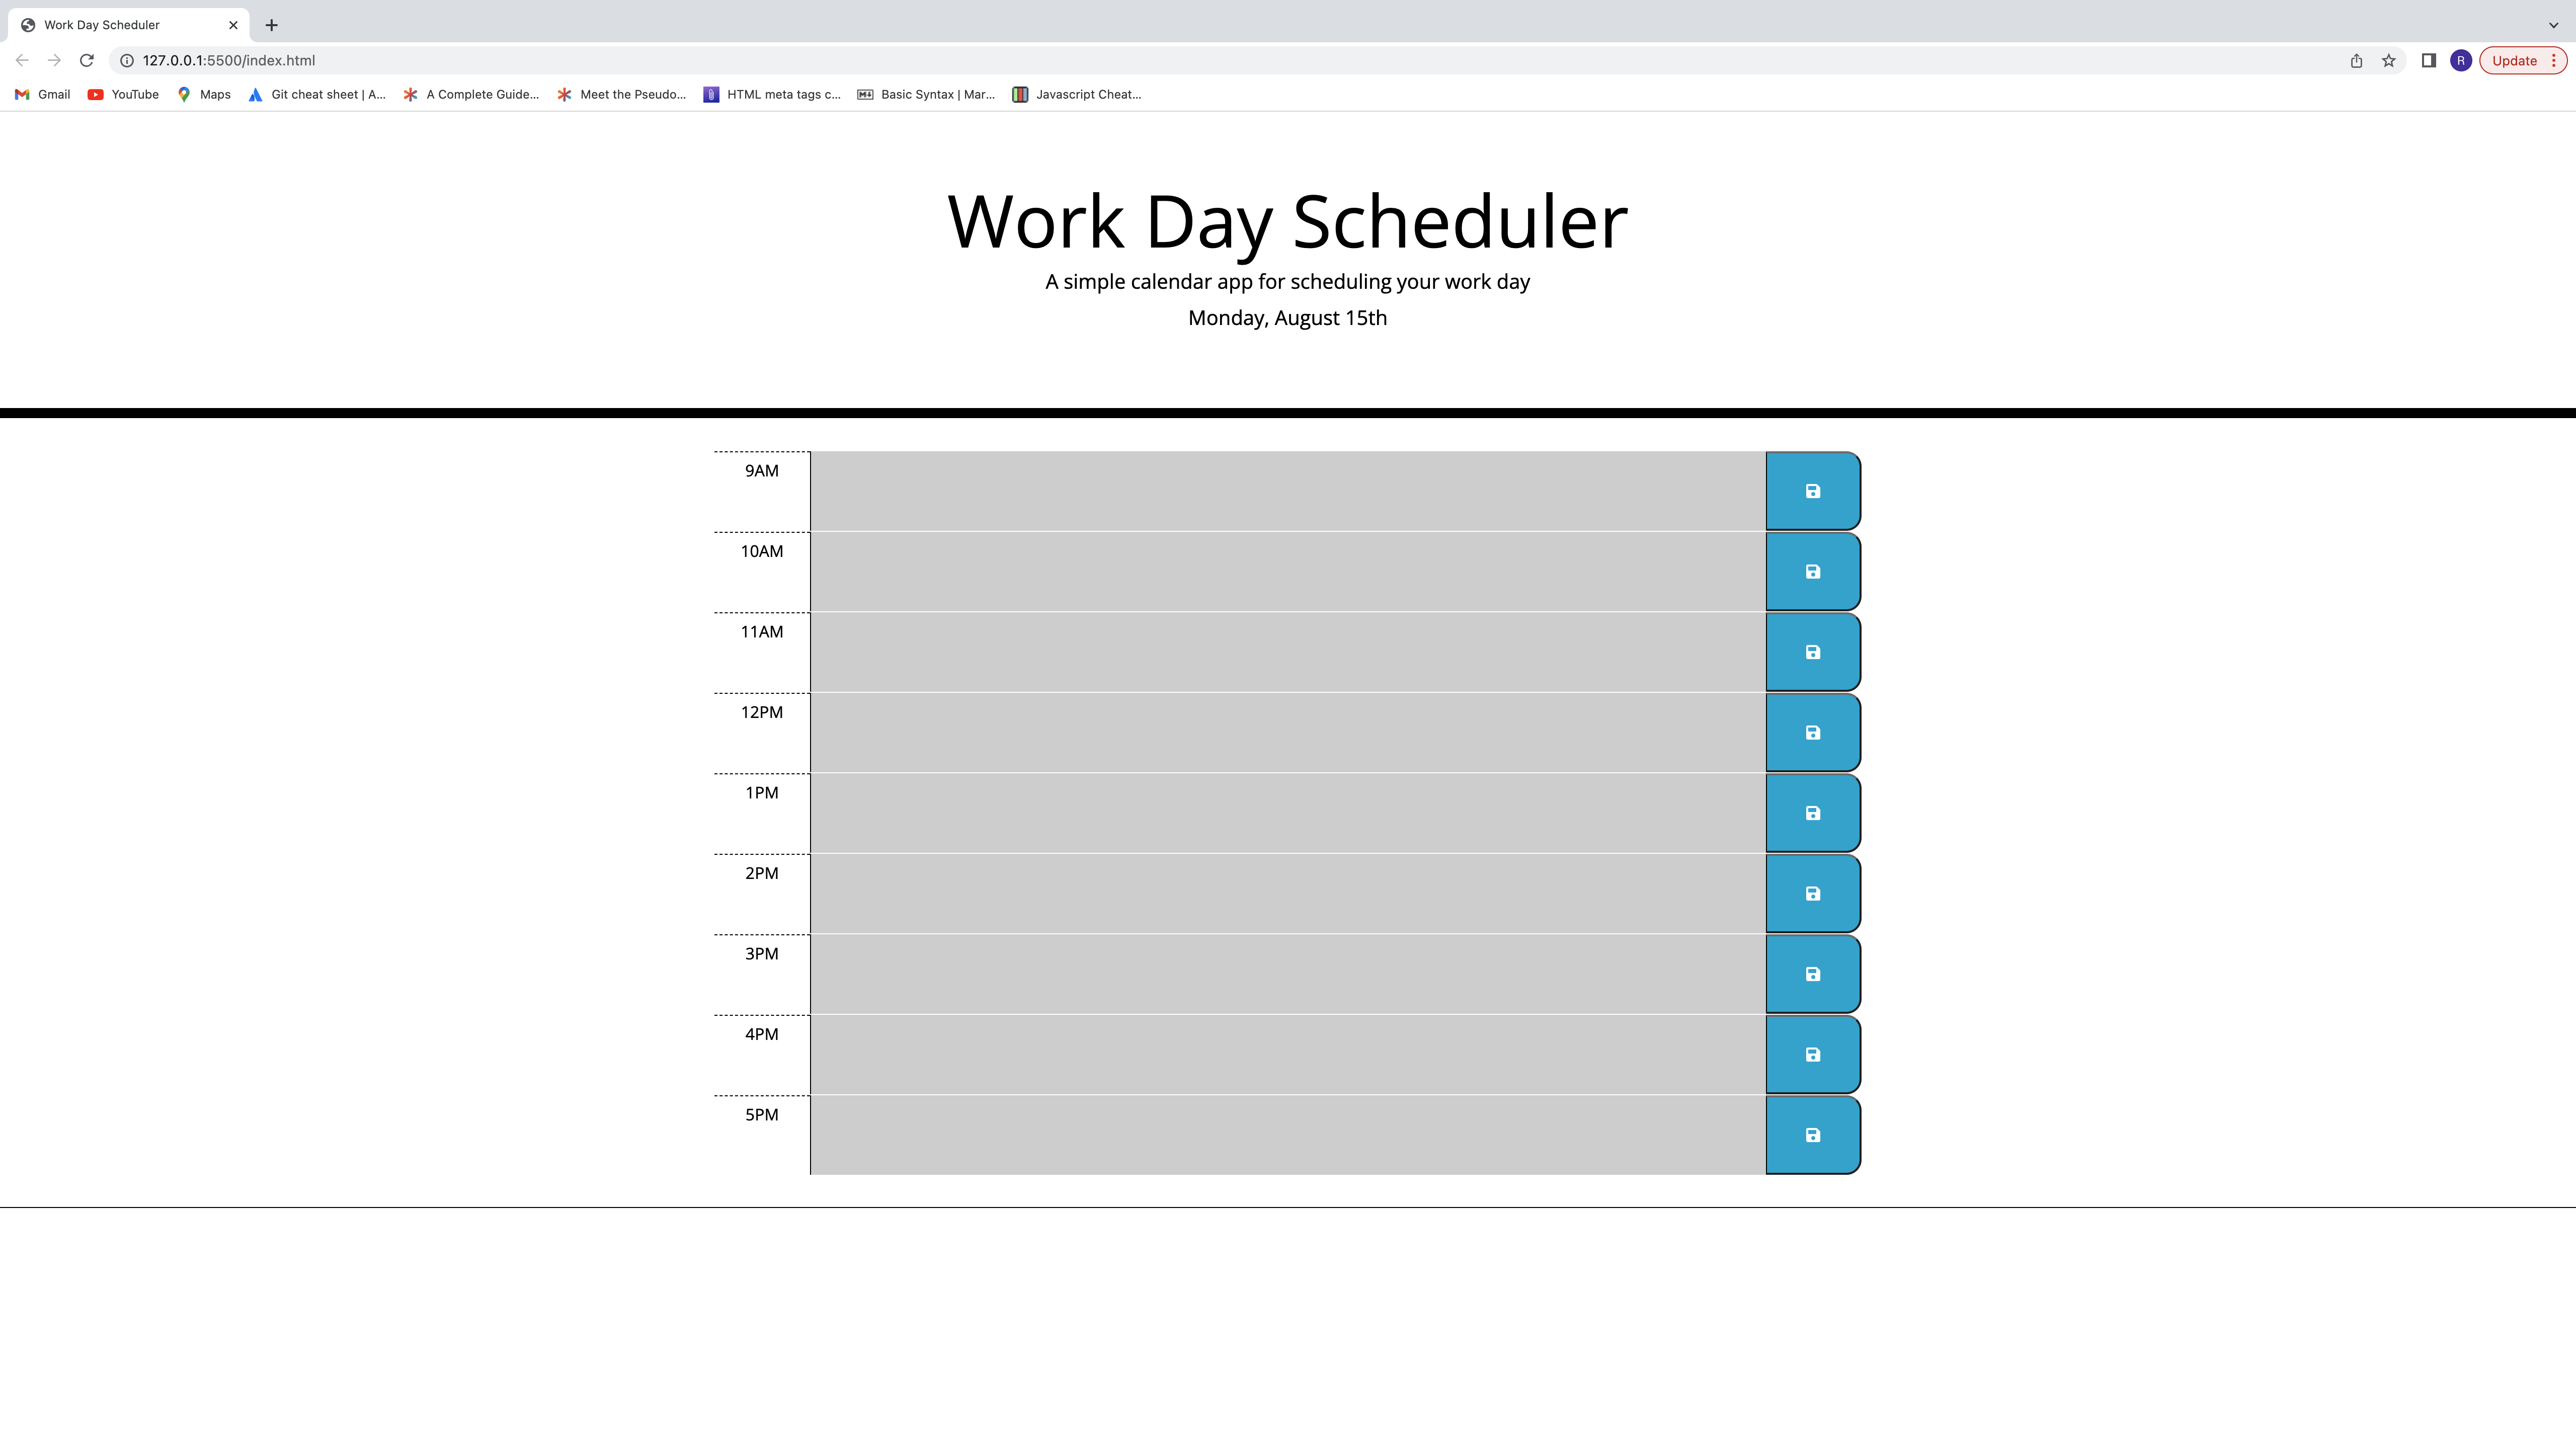 Work Day Scheduler
127.0.0.1:5500/index.html
R
Update
Gmail YouTube Maps Git cheat sheet | A... A Complete Guide... Meet the Pseudo... HTML meta tags c... Basic Syntax | Mar... Javascript Cheat...
Work Day Scheduler
A simple calendar app for scheduling your work day
Monday, August 15th
9AM
10AM
11AM
12PM
1PM
2PM
3PM
4PM
5PM